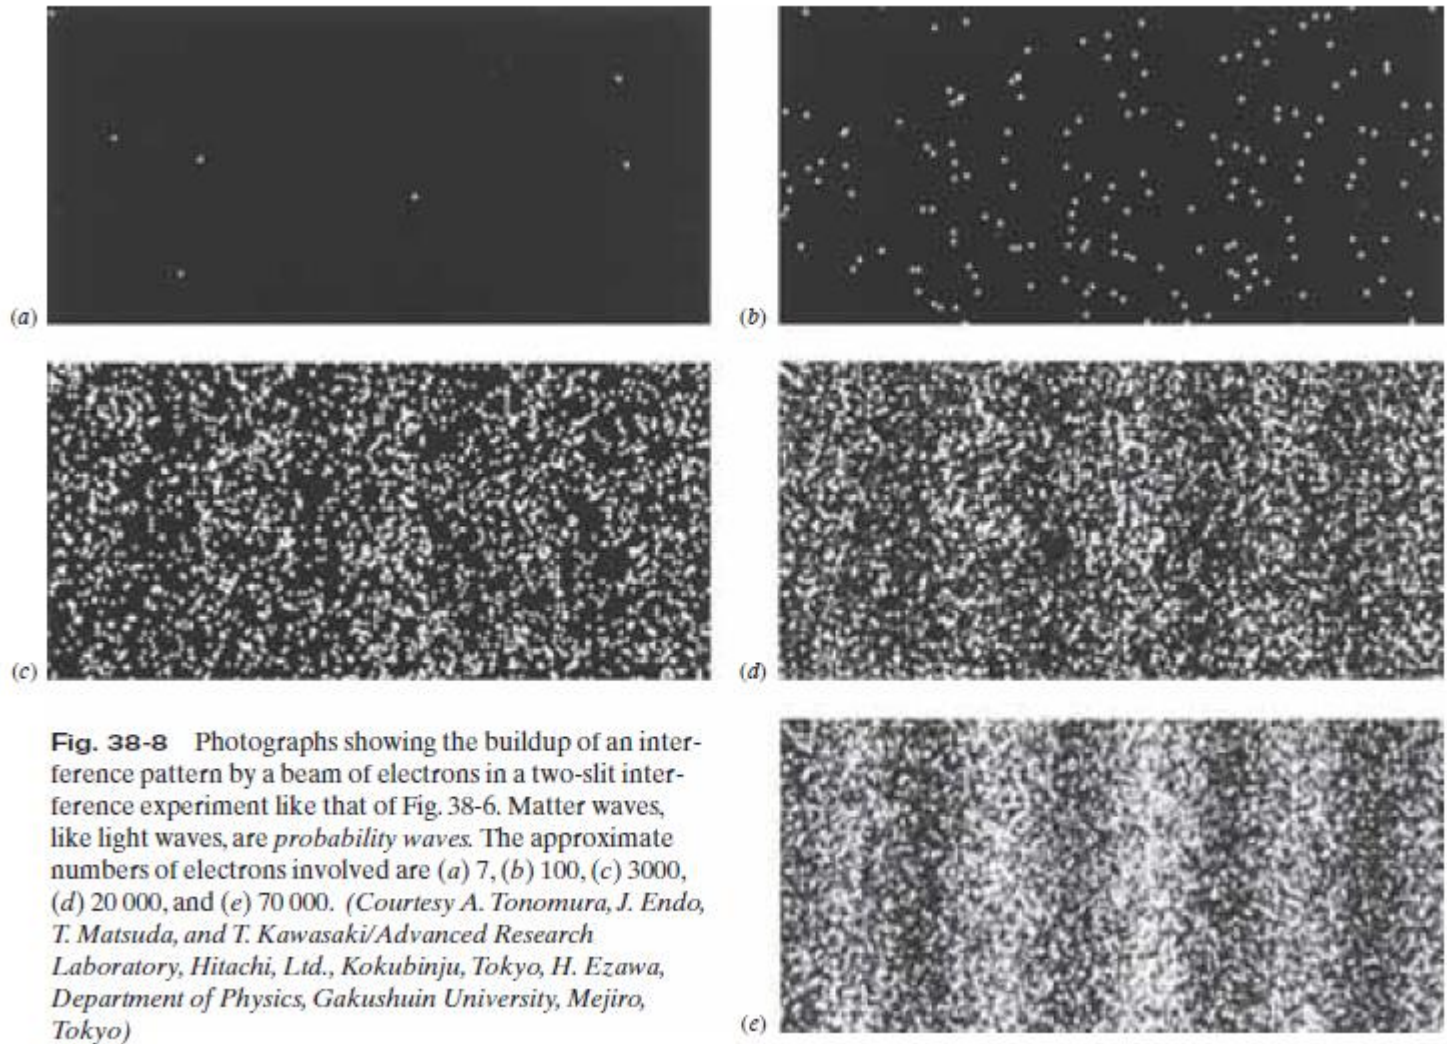 (a)
(b)
(c)
(d)
Fig. 38-8 Photographs showing the buildup of an inter-
ference pattern by a beam of electrons in a two-slit inter-
ference experiment like that of Fig. 38-6. Matter waves,
like light waves, are probability waves. The approximate
numbers of electrons involved are (a) 7, (b) 100, (c) 3000,
(d) 20 000, and (e) 70 000. (Courtesy A. Tonomura, J. Endo,
T. Matsuda, and T. Kawasaki/Advanced Research
Laboratory, Hitachi, Ltd., Kokubinju, Tokyo, H. Ezawa,
Department of Physics, Gakushuin University, Mejiro,
Tokyo)
(e)